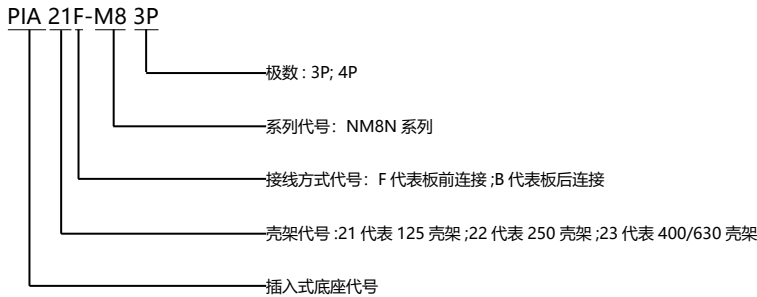 PIA 21F-M8 3P
极数 : 3P; 4P
系列代号：NM8N 系列
接线方式代号：F 代表板前连接 ;B 代表板后连接
壳架代号 :21 代表 125 壳架 ;22 代表 250 壳架 ;23 代表 400/630 壳架
插入式底座代号